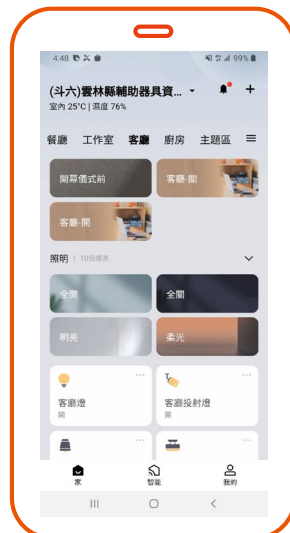 4:48 99%
(斗六)雲林縣輔助器具資...
室內 25°C | 濕度 76%
餐廳 工作室 客廳 廚房 主題區
開幕儀式前 客廳-關
客廳-開
照明 | 10個燈亮
全開 全關
明亮 柔光
客廳燈 客廳投射燈
開 開
家 智能 我的